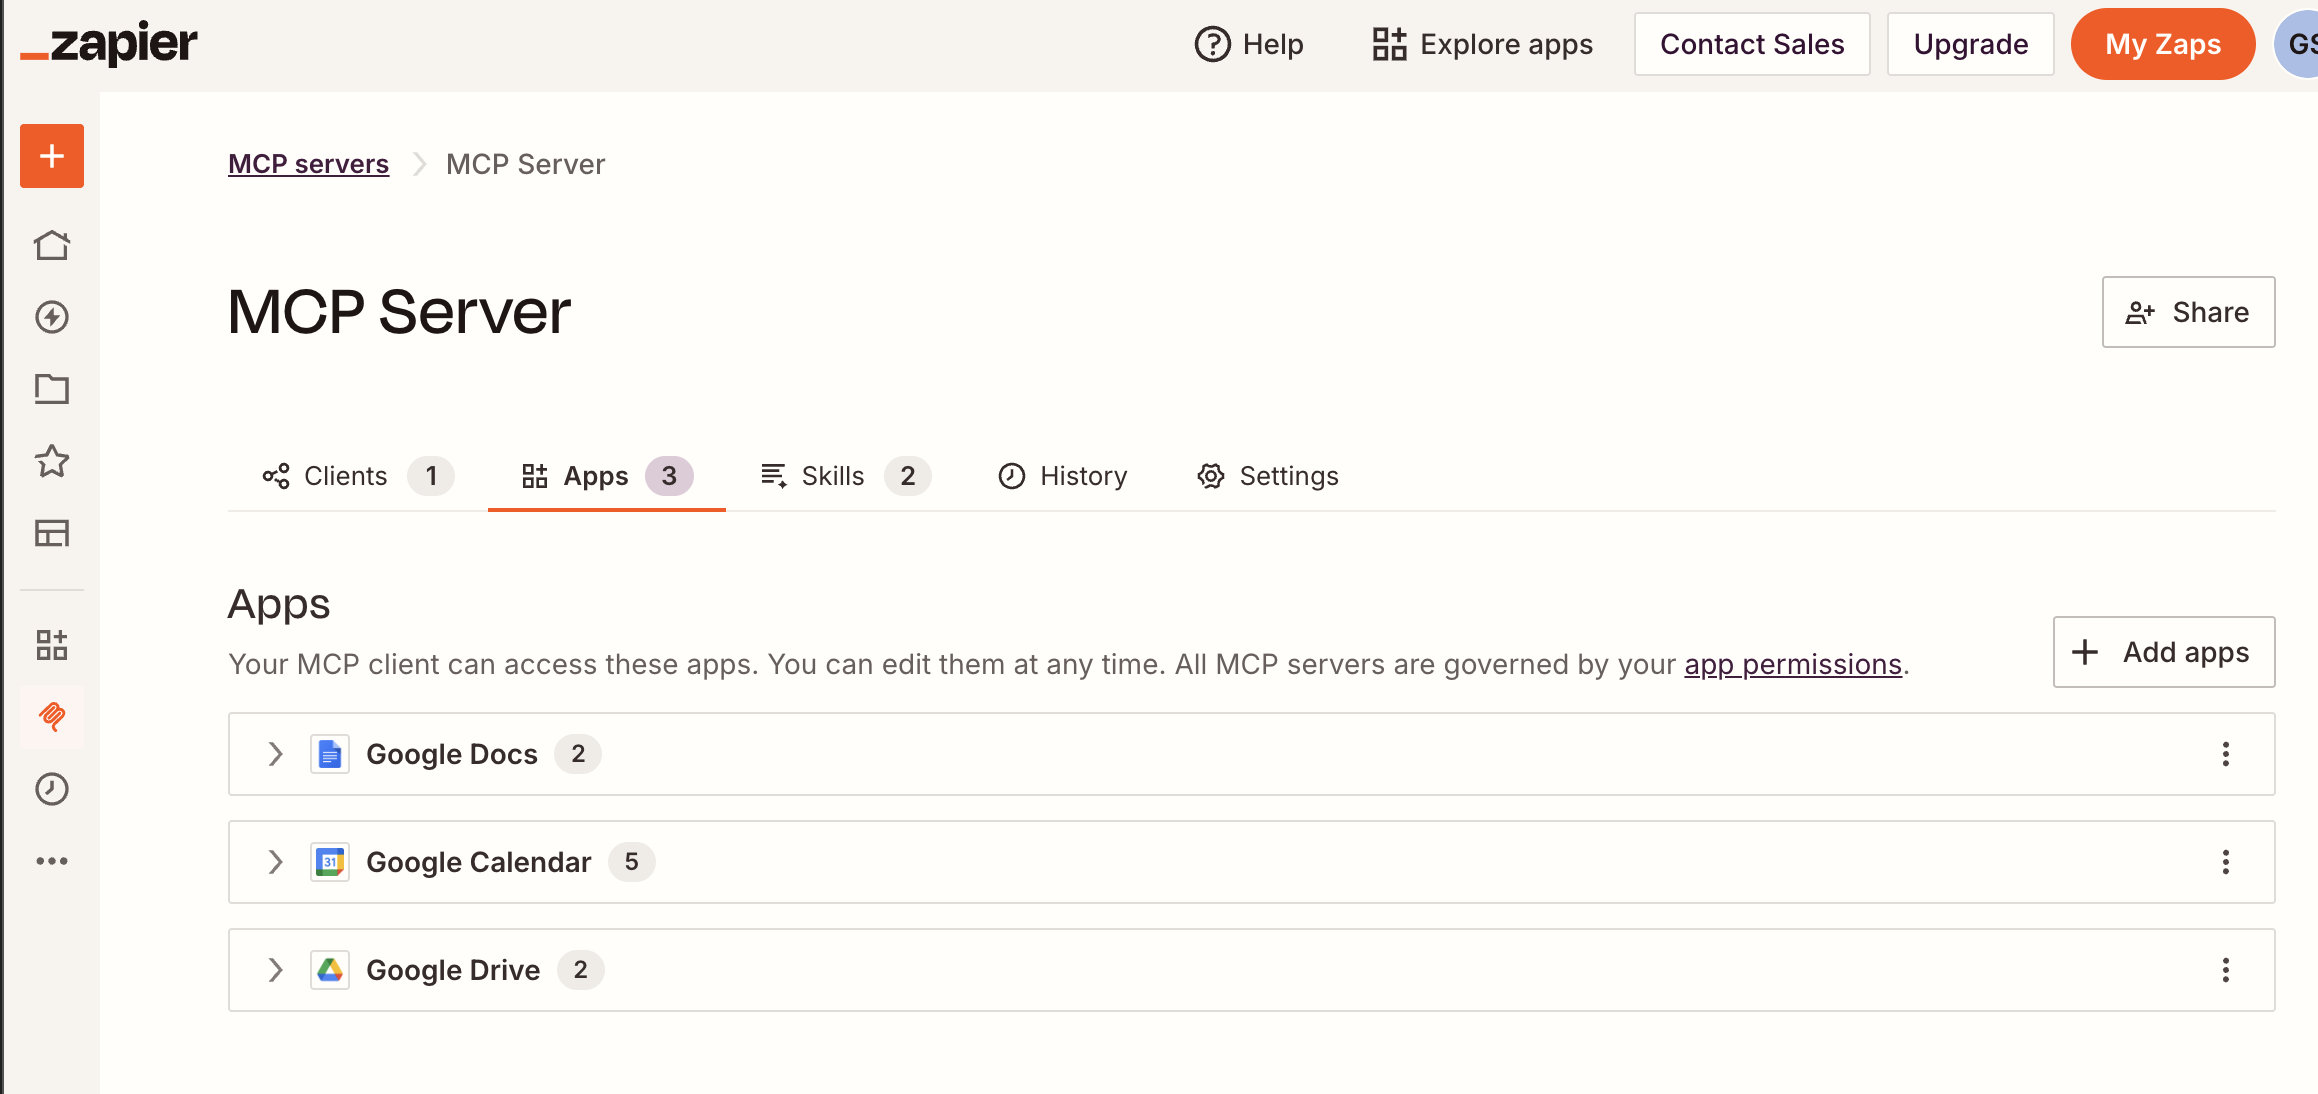 zapier
Help
Explore apps
Contact Sales
Upgrade
My Zaps
MCP servers
MCP Server
MCP Server
Share
Clients 1
Apps 3
Skills 2
History
Settings
Apps
Your MCP client can access these apps. You can edit them at any time. All MCP servers are governed by your app permissions.
Add apps
Google Docs 2
31
Google Calendar 5
Google Drive 2